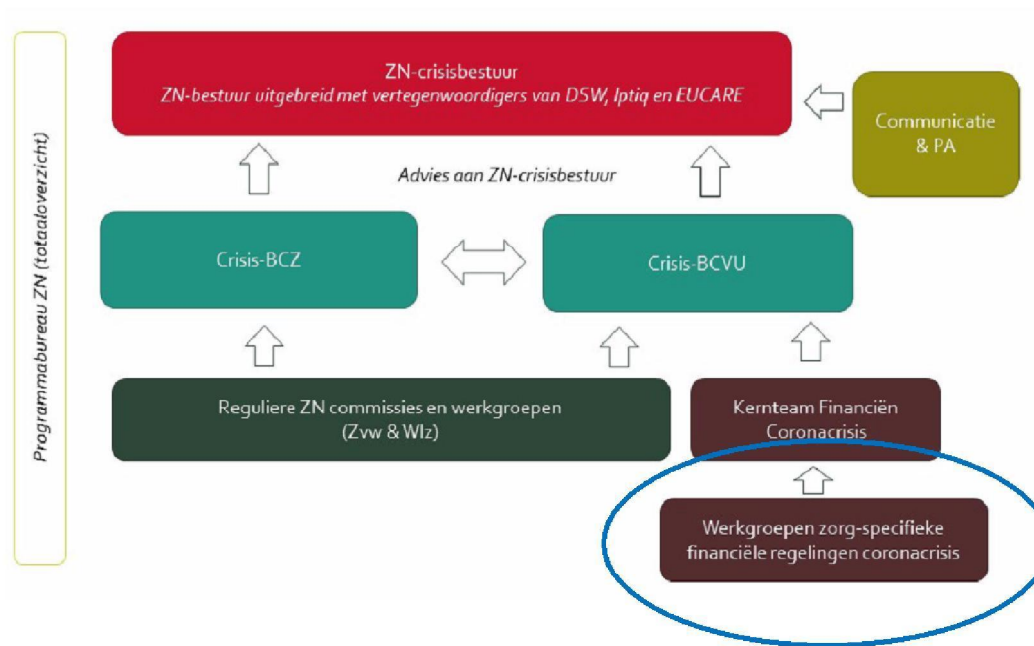 Programmabureau ZN (totaaloverzicht)
ZN-crisisbestuur
ZN-bestuur uitgebreid met vertegenwoordigers van DSW, Iptiq en EUCARE
Communicatie
& PA
Advies aan ZN-crisisbestuur
Crisis-BCZ
Crisis-BCVU
Reguliere ZN commissies en werkgroepen
(Zvw & Wlz)
Kernteam Financiën
Coronacrisis
Werkgroepen zorg-specifieke
financiële regelingen coronacrisis